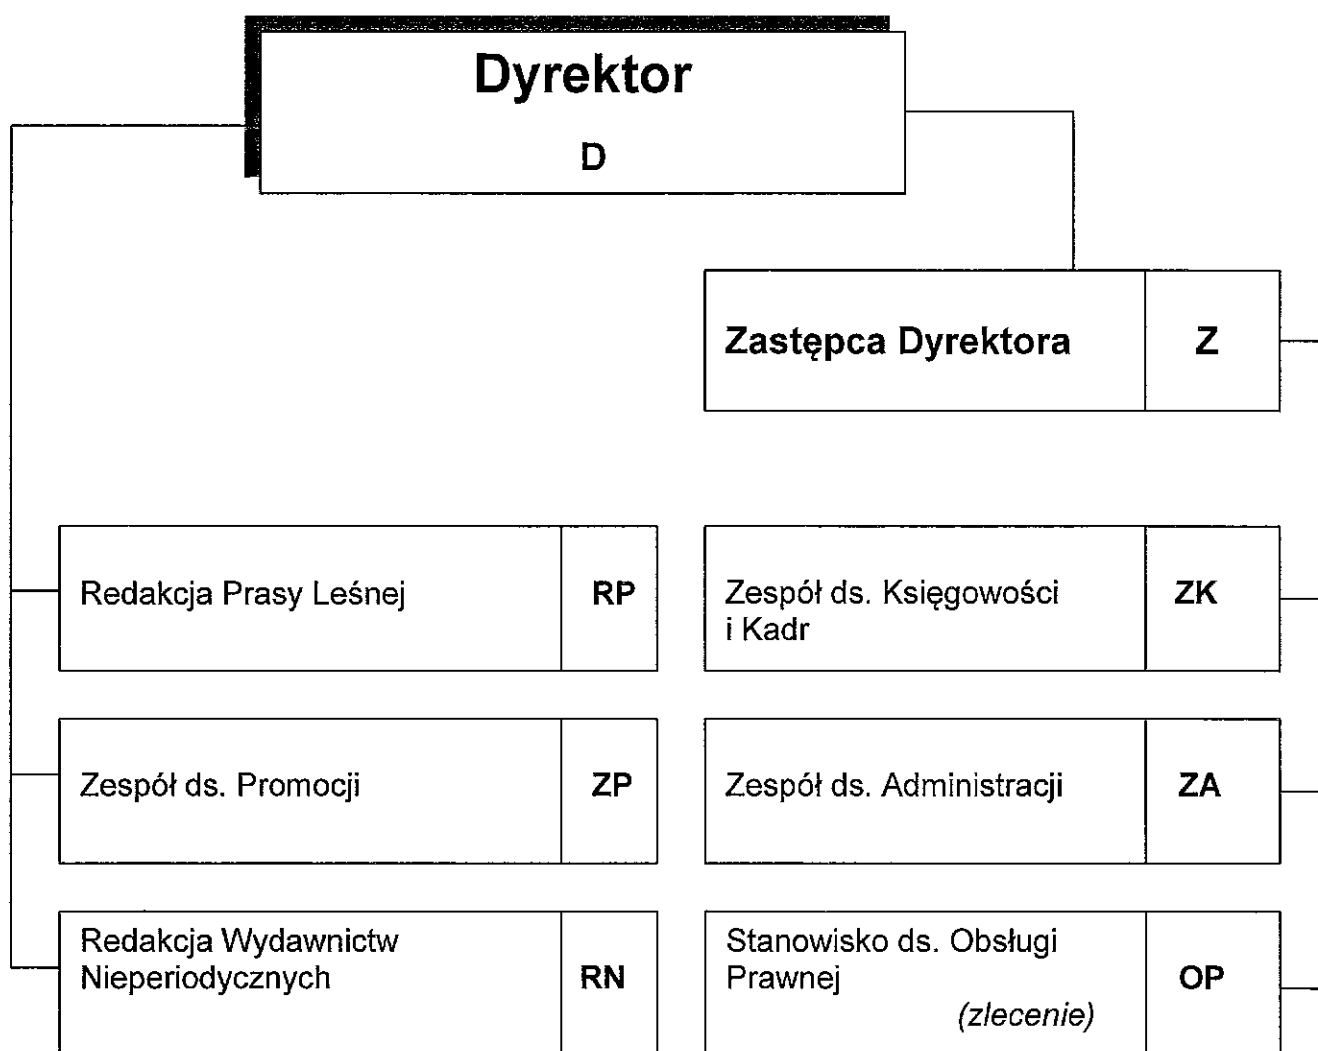 Dyrektor
D
Zastępca Dyrektora Z
Redakcja Prasy Leśnej RP
Zespół ds. Księgowości
i Kadr
ZK
Zespół ds. Promocji ZP
Zespół ds. Administracji ZA
Redakcja Wydawnictw
Nieperiodycznych RN
Stanowisko ds. Obsługi
Prawnej OP
(zlecenie)